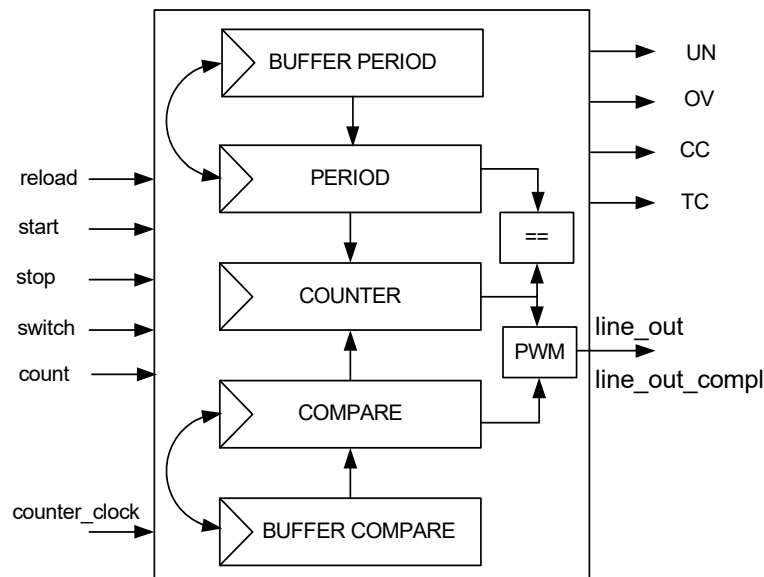 BUFFER PERIOD
UN
OV
CC
TC
reload
start
stop
switch
count
counter_clock
PERIOD
==
COUNTER
PWM
line_out
line_out_compl
COMPARE
BUFFER COMPARE